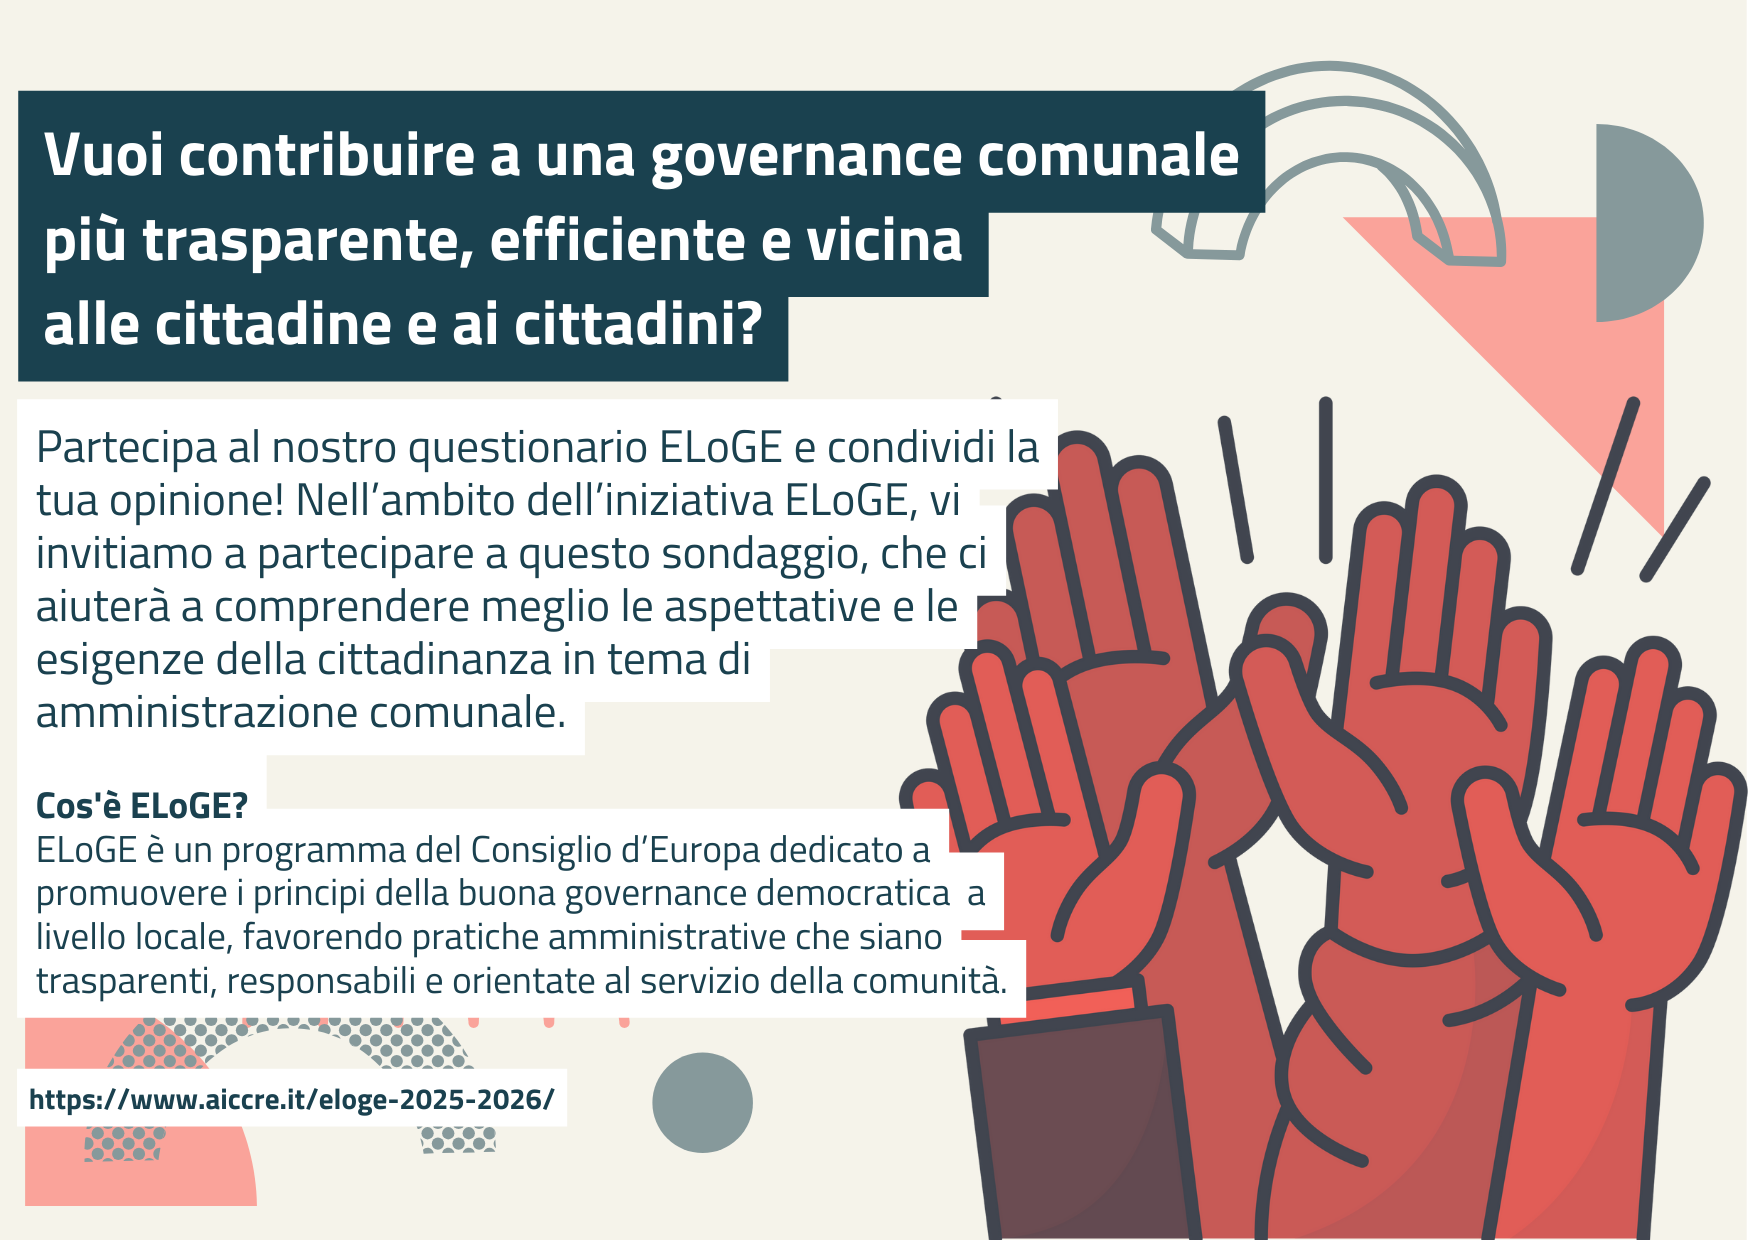 Vuoi contribuire a una governance comunale
più trasparente, efficiente e vicina
alle cittadine e ai cittadini?
Partecipa al nostro questionario ELoGE e condividi la
tua opinione! Nell’ambito dell’iniziativa ELoGE, vi
invitiamo a partecipare a questo sondaggio, che ci
aiuterà a comprendere meglio le aspettative e le
esigenze della cittadinanza in tema di
amministrazione comunale.
Cos'è ELoGE?
ELoGE è un programma del Consiglio d’Europa dedicato a
promuovere i principi della buona governance democratica  a
livello locale, favorendo pratiche amministrative che siano
trasparenti, responsabili e orientate al servizio della comunità.
https://www.aiccre.it/eloge-2025-2026/